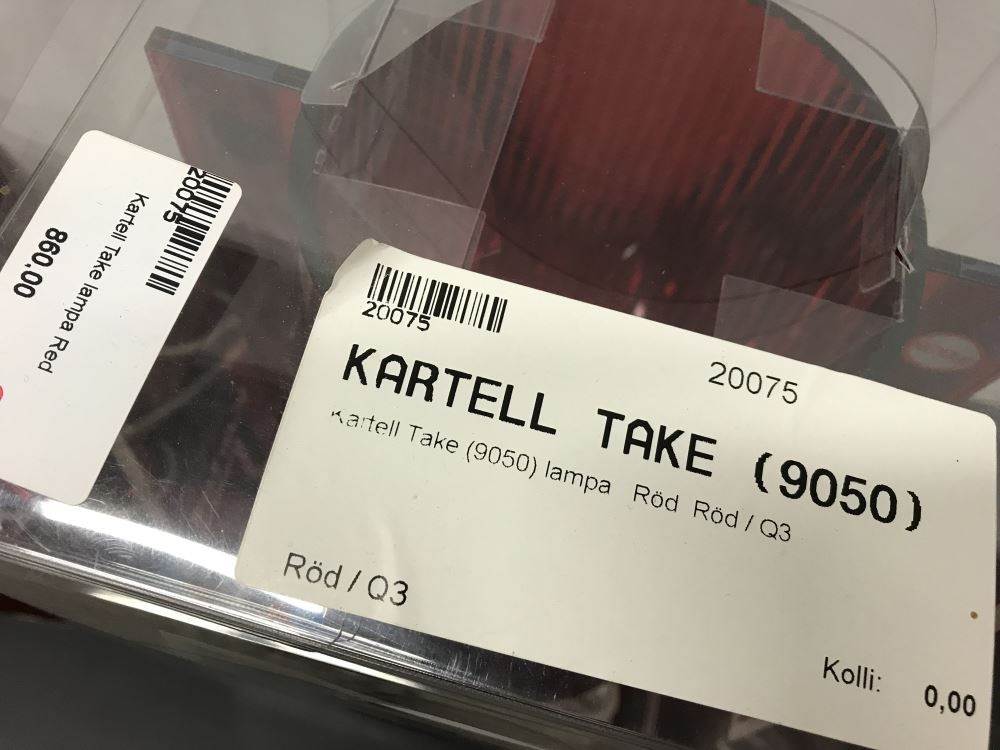 20075
Kartell Take lampa Red
860,00
20075
20075
KARTELL TAKE (9050)
Kartell Take (9050) lampa Röd Röd / Q3
Röd / Q3
Kolli: 0,00